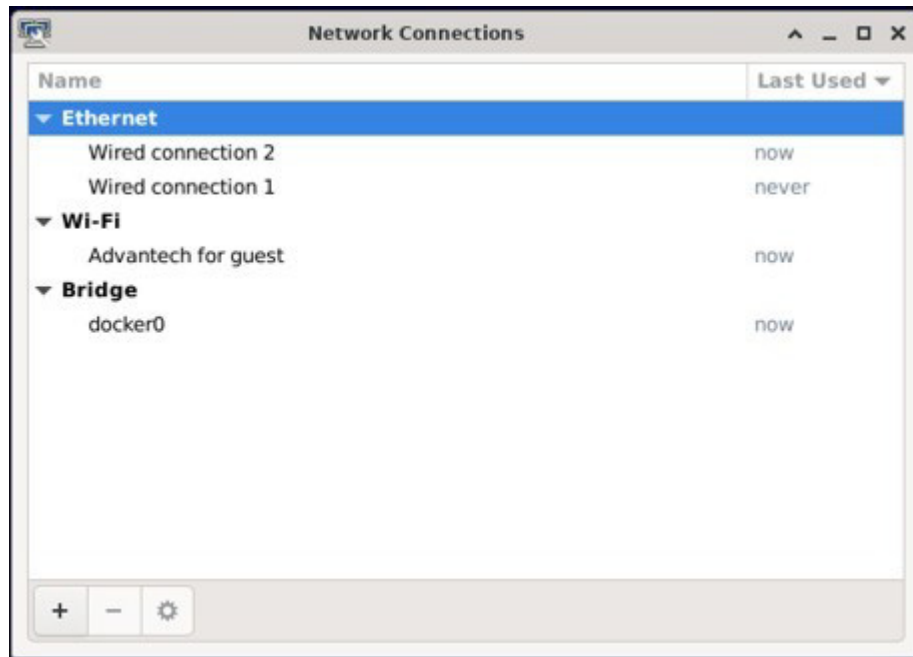 Network Connections
Name Last Used
Ethernet
Wired connection 2 now
Wired connection 1 never
Wi-Fi
Advantech for guest now
Bridge
docker0 now